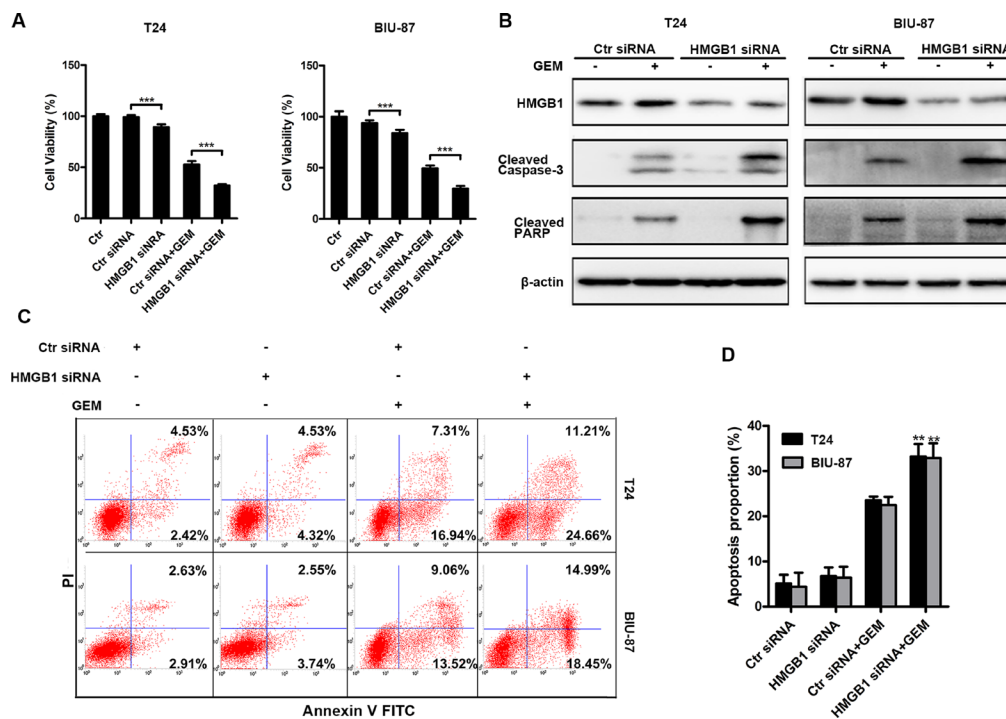 A
T24
BIU-87
Cell Viability (%)
150
100
50
0
***
***
Ctr
Ctr siRNA
HMGB1 siNRA
Ctr siRNA+GEM
HMGB1 siRNA+GEM
Cell Viability (%)
150
100
50
0
***
***
Ctr
Ctr siRNA
HMGB1 siNRA
Ctr siRNA+GEM
HMGB1 siRNA+GEM
B
T24
BIU-87
Ctr siRNA HMGB1 siRNA Ctr siRNA HMGB1 siRNA
GEM - + - + - + - +
HMGB1
Cleaved
Caspase-3
Cleaved
PARP
β-actin
C
Ctr siRNA + - + -
HMGB1 siRNA - + - +
GEM - - + +
4.53% 4.53% 7.31% 11.21%
T24
2.42% 4.32% 16.94% 24.66%
2.63% 2.55% 9.06% 14.99%
BIU-87
2.91% 3.74% 13.52% 18.45%
PI
Annexin V FITC
D
Apoptosis proportion (%)
40
30
20
10
0
T24
BIU-87
** **
Ctr siRNA
HMGB1 siRNA
Ctr siRNA+GEM
HMGB1 siRNA+GEM